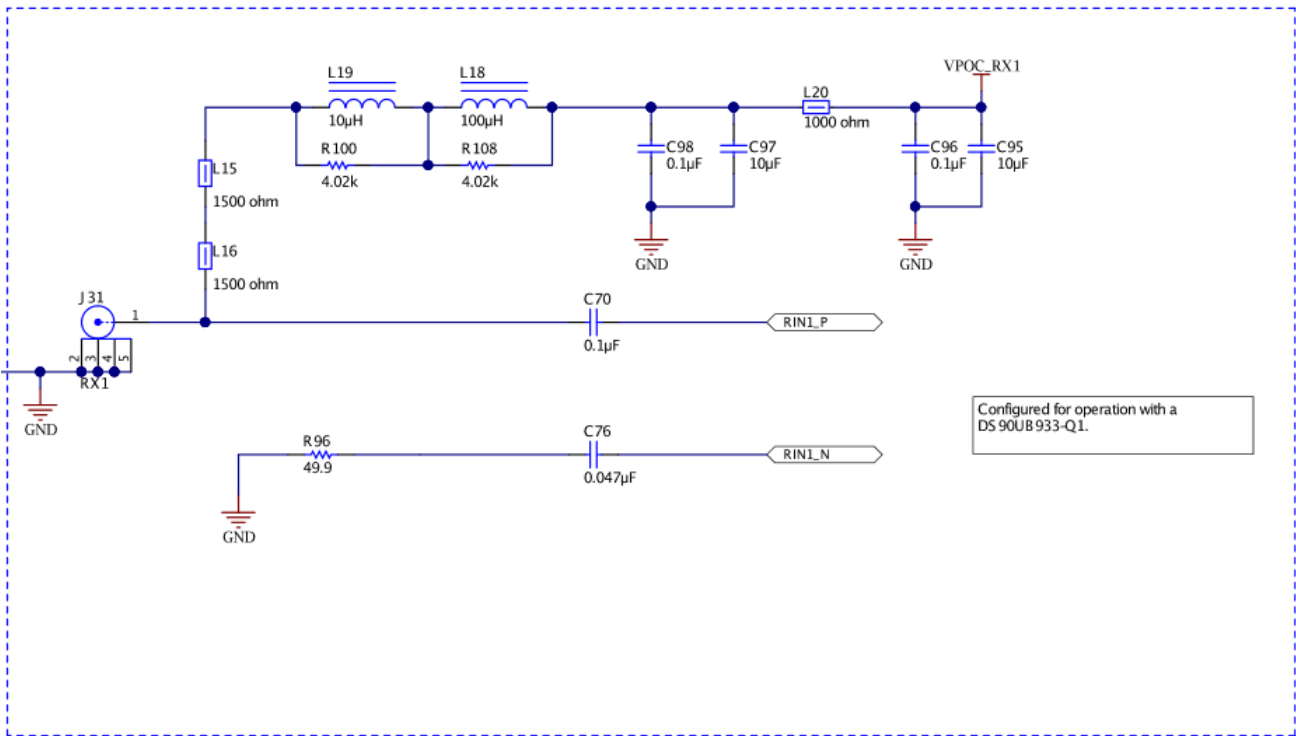 VPOC_RX1
L19
L18
L20
10µH
100µH
1000 ohm
R100
R108
C98
0.1µF
C97
10µF
C96
0.1µF
C95
10µF
4.02k
4.02k
L15
1500 ohm
L16
1500 ohm
GND
GND
J31
1
2
3
4
5
RX1
GND
C70
0.1µF
RIN1_P
Configured for operation with a
DS90UB933-Q1.
R96
49.9
C76
0.047µF
RIN1_N
GND